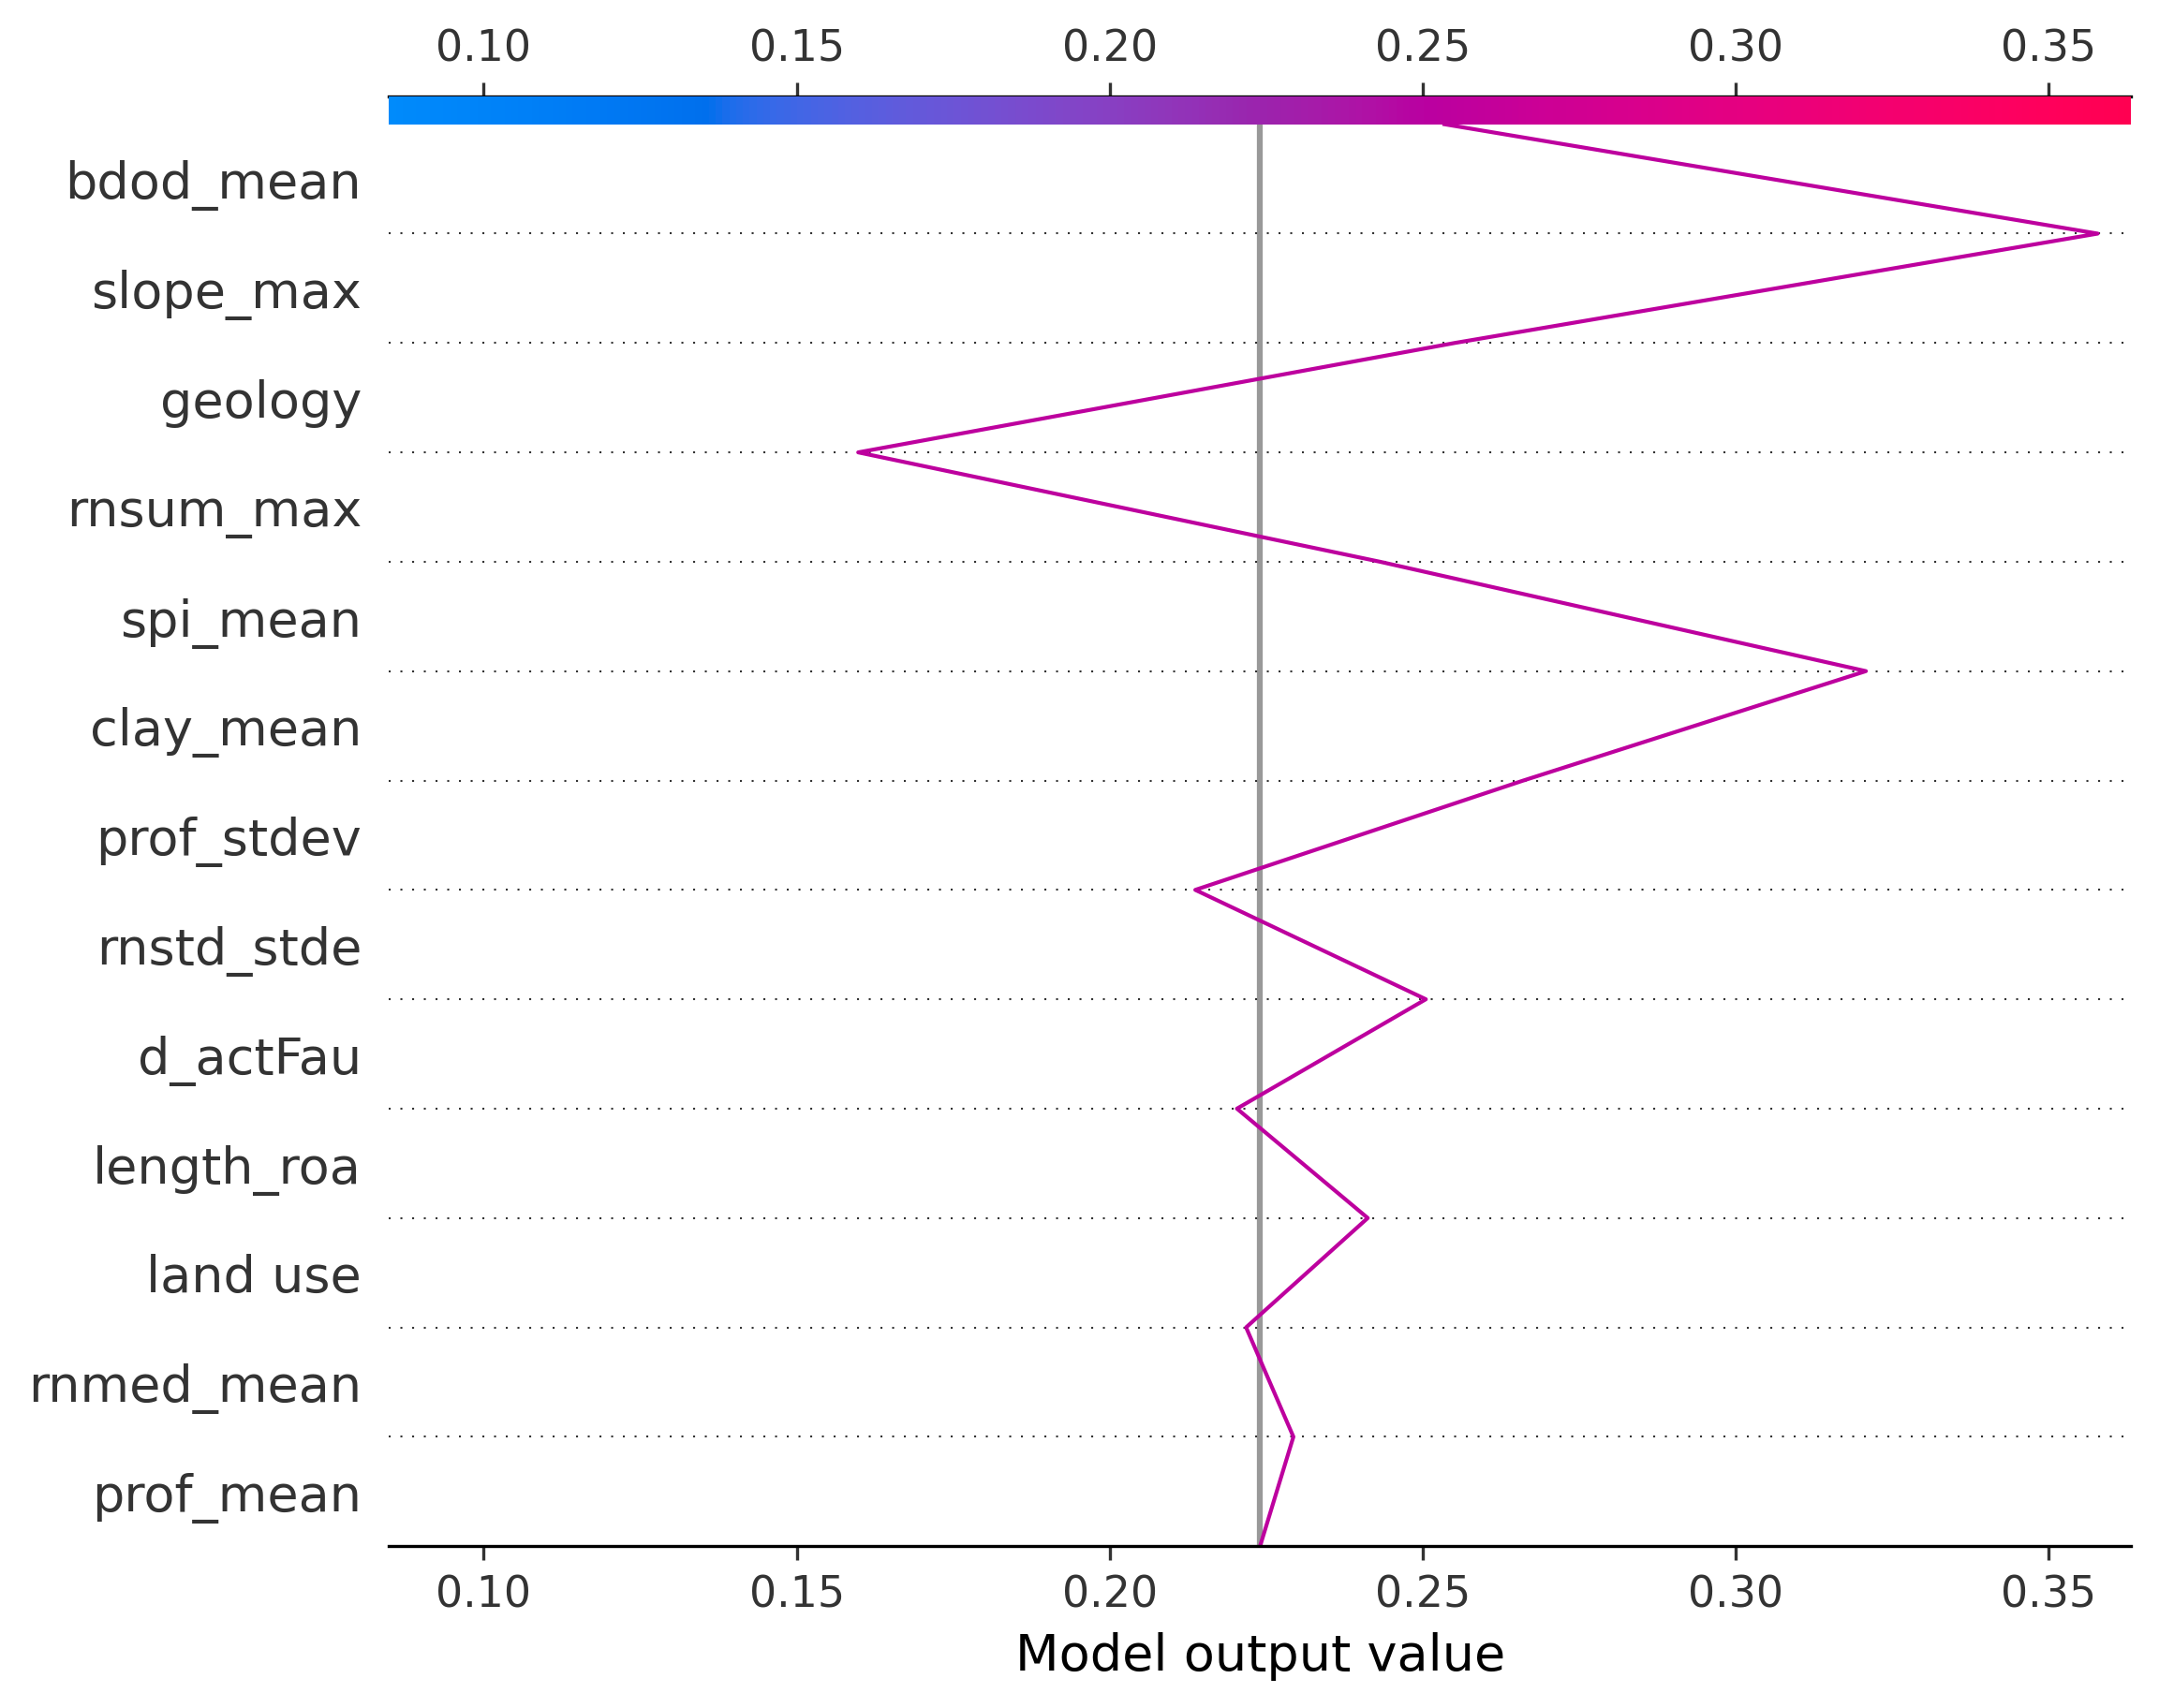 0.10 0.15 0.20 0.25 0.30 0.35
bdod_mean
slope_max
geology
rnsum_max
spi_mean
clay_mean
prof_stdev
rnstd_stde
d_actFau
length_roa
land use
rnmed_mean
prof_mean
0.10 0.15 0.20 0.25 0.30 0.35
Model output value